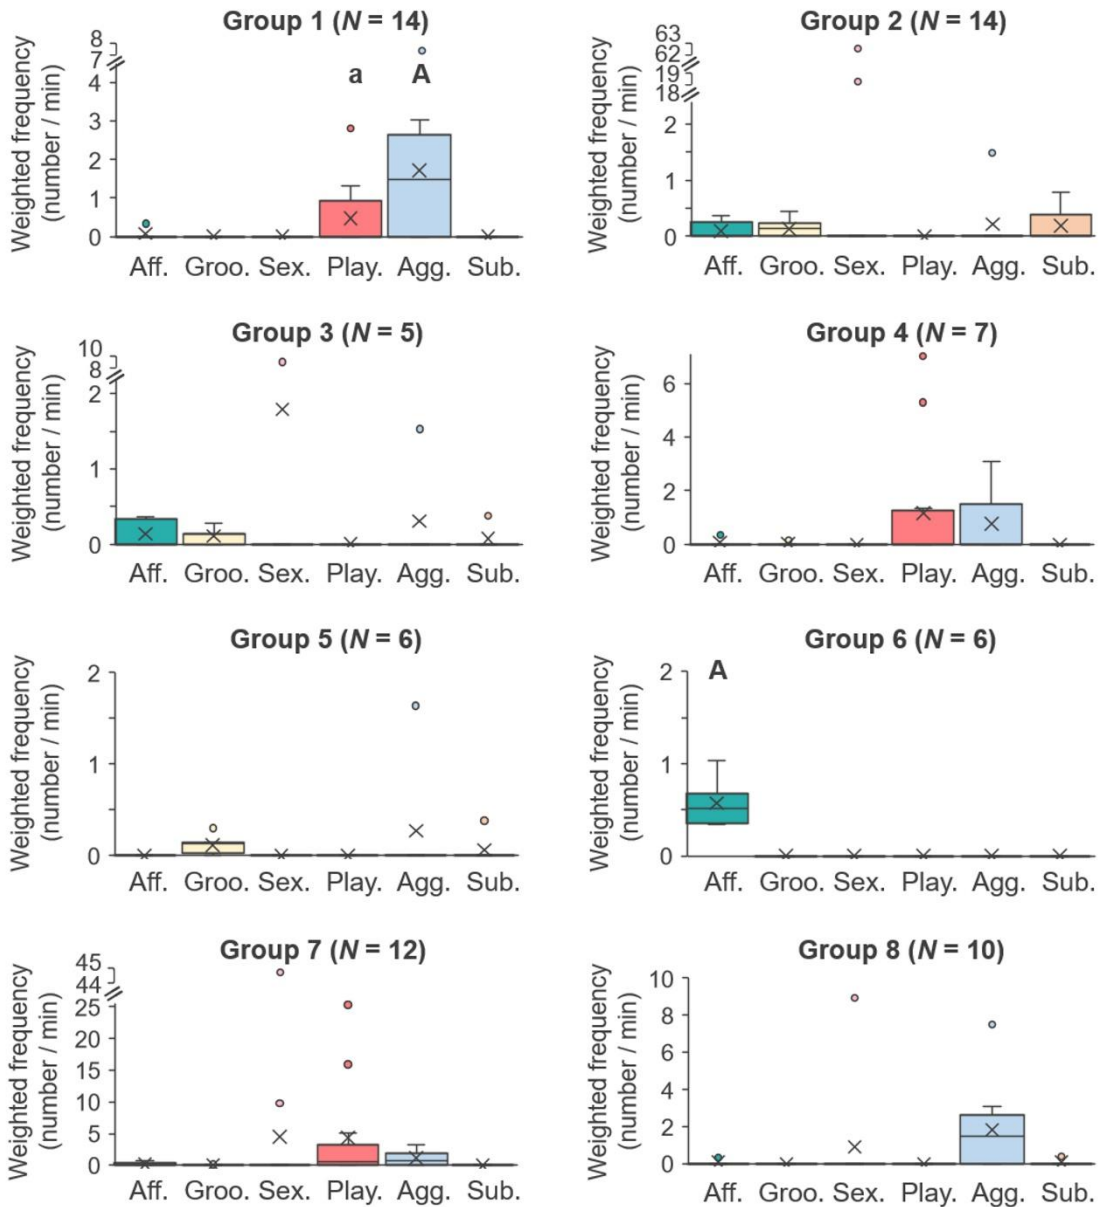 Group 1 (N = 14)
Weighted frequency
(number / min)
8
7
4
3
2
1
0
a
A
Aff. Groo. Sex. Play. Agg. Sub.
Group 2 (N = 14)
Weighted frequency
(number / min)
63
62
19
18
2
1
0
Aff. Groo. Sex. Play. Agg. Sub.
Group 3 (N = 5)
Weighted frequency
(number / min)
10
8
2
1
0
Aff. Groo. Sex. Play. Agg. Sub.
Group 4 (N = 7)
Weighted frequency
(number / min)
6
4
2
0
Aff. Groo. Sex. Play. Agg. Sub.
Group 5 (N = 6)
Weighted frequency
(number / min)
2
1
0
Aff. Groo. Sex. Play. Agg. Sub.
Group 6 (N = 6)
Weighted frequency
(number / min)
A
2
1
0
Aff. Groo. Sex. Play. Agg. Sub.
Group 7 (N = 12)
Weighted frequency
(number / min)
45
44
25
20
15
10
5
0
Aff. Groo. Sex. Play. Agg. Sub.
Group 8 (N = 10)
Weighted frequency
(number / min)
10
8
6
4
2
0
Aff. Groo. Sex. Play. Agg. Sub.